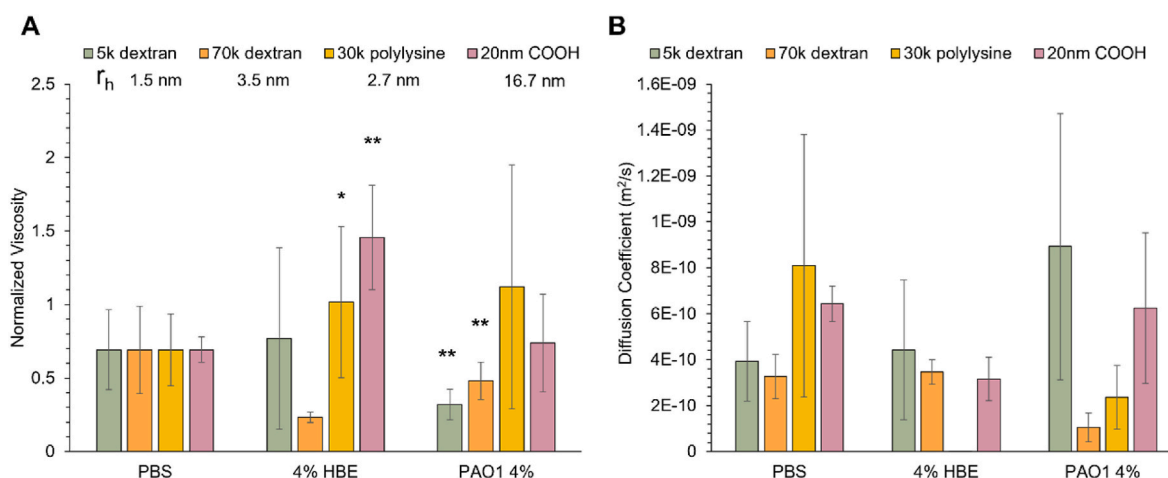 A
5k dextran 70k dextran 30k polylysine 20nm COOH
rh 1.5 nm 3.5 nm 2.7 nm 16.7 nm
2.5
2
1.5
1
0.5
0
Normalized Viscosity
*
**
**
**
PBS 4% HBE PAO1 4%
B
5k dextran 70k dextran 30k polylysine 20nm COOH
1.6E-09
1.4E-09
1.2E-09
1E-09
8E-10
6E-10
4E-10
2E-10
0
Diffusion Coefficient (m²/s)
PBS 4% HBE PAO1 4%